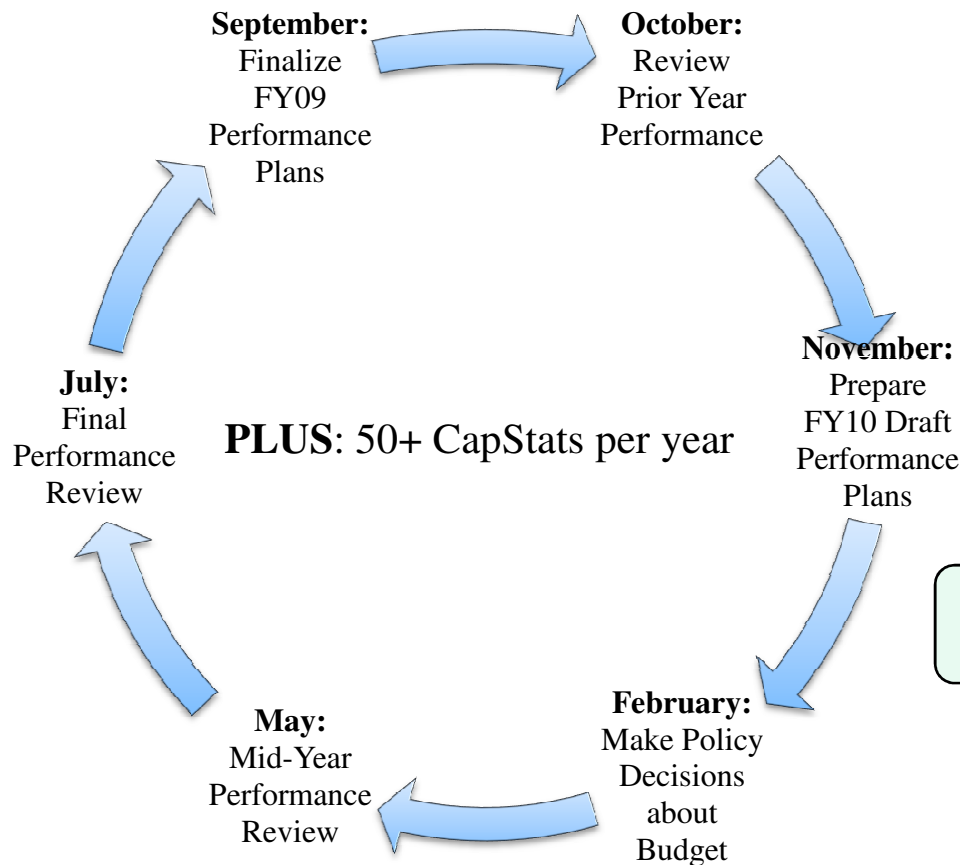 September:
Finalize
FY09
Performance
Plans
October:
Review
Prior Year
Performance
November:
Prepare
FY10 Draft
Performance
Plans
February:
Make Policy
Decisions
about
Budget
May:
Mid-Year
Performance
Review
July:
Final
Performance
Review
PLUS: 50+ CapStats per year